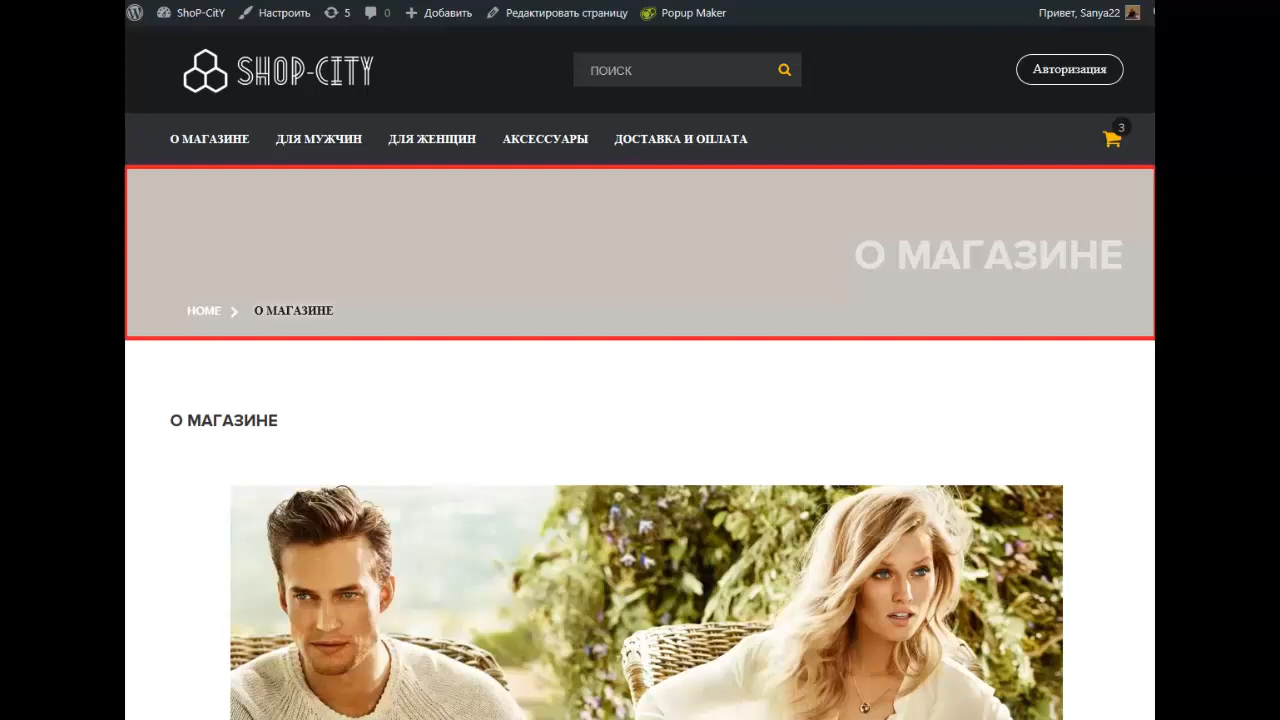 ShoP-CitY Настроить 5 0 Добавить Редактировать страницу Popup Maker Привет, Sanya22
SHOP-CITY ПОИСК Авторизация
3
О МАГАЗИНЕ ДЛЯ МУЖЧИН ДЛЯ ЖЕНЩИН АКСЕССУАРЫ ДОСТАВКА И ОПЛАТА
О МАГАЗИНЕ
HOME О МАГАЗИНЕ
О МАГАЗИНЕ